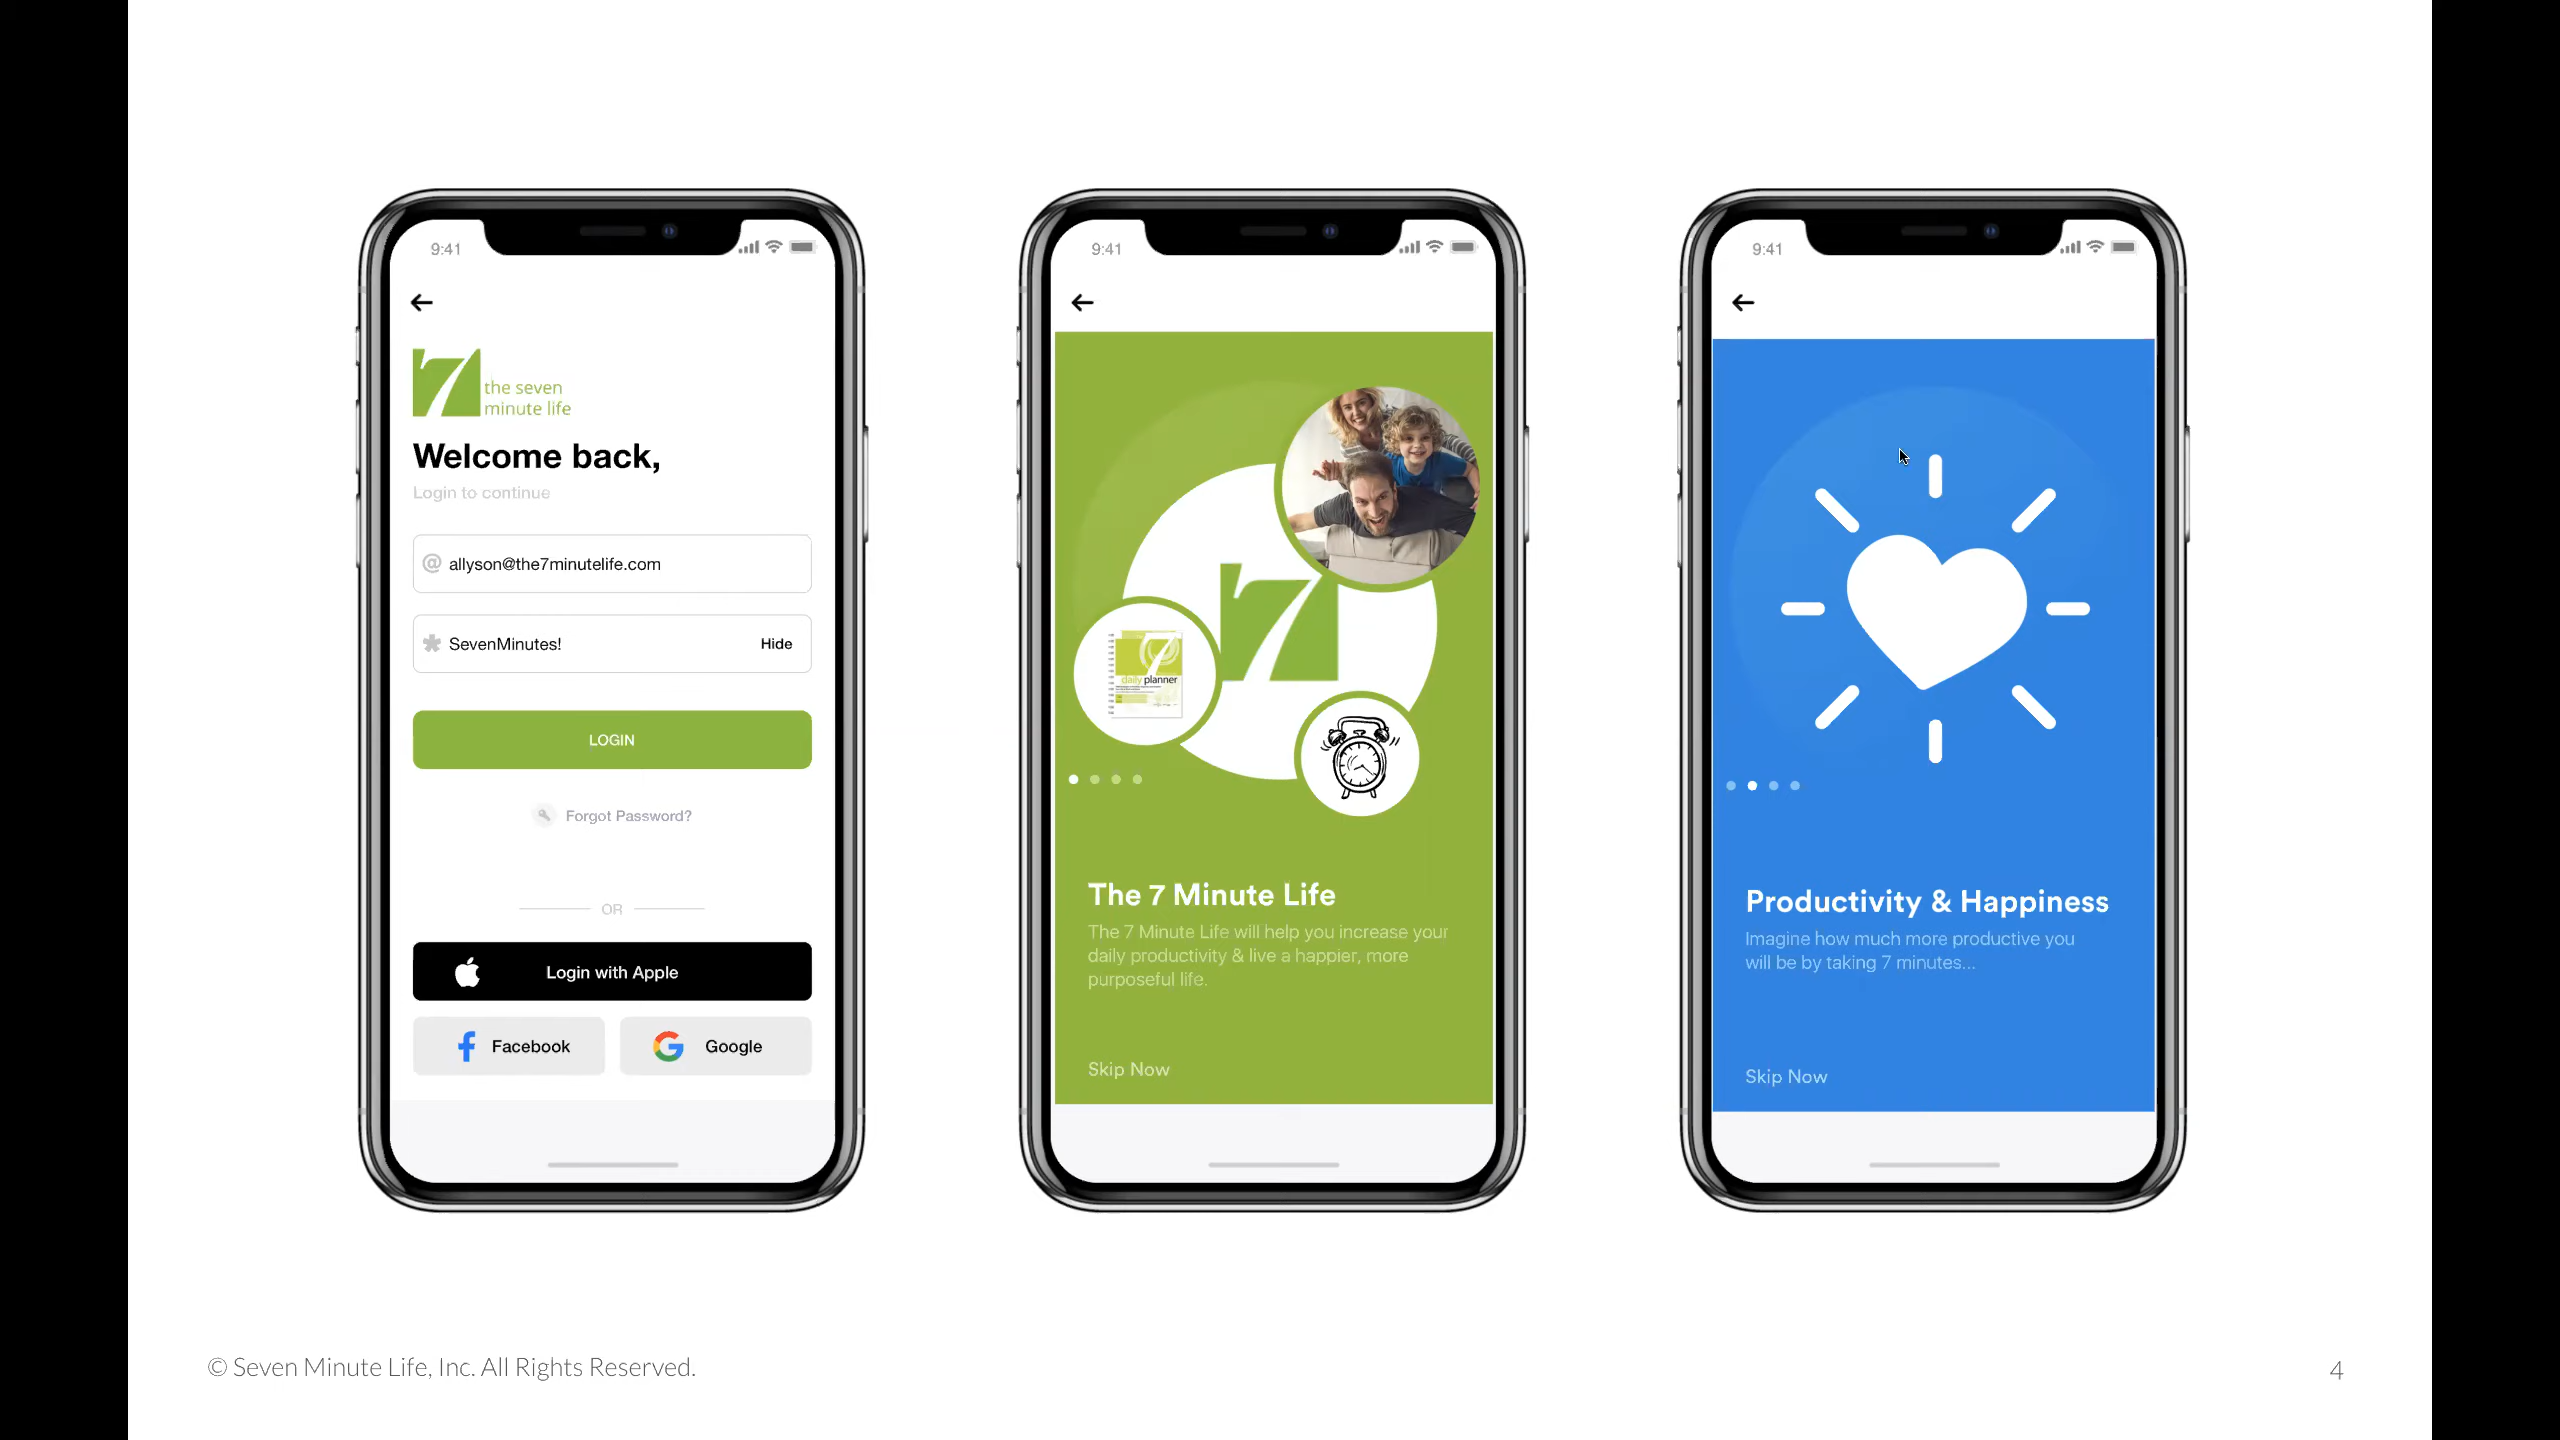 9:41
the seven
minute life
Welcome back,
Login to continue
@ allyson@the7minutelife.com
SevenMinutes! Hide
LOGIN
Forgot Password?
OR
Login with Apple
Facebook
Google
9:41
7
daily planner
The 7 Minute Life
The 7 Minute Life will help you increase your
daily productivity & live a happier, more
purposeful life.
Skip Now
9:41
Productivity & Happiness
Imagine how much more productive you
will be by taking 7 minutes...
Skip Now
© Seven Minute Life, Inc. All Rights Reserved.
4